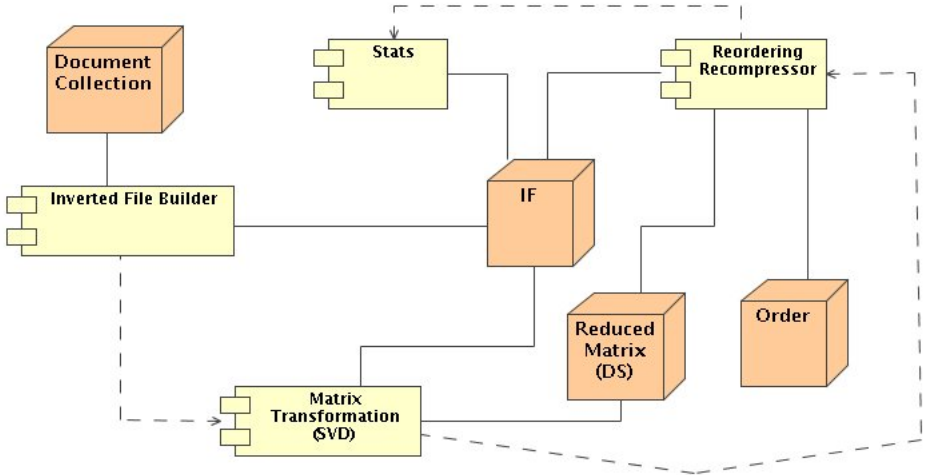 Document
Collection
Stats
Reordering
Recompressor
Inverted File Builder
IF
Reduced
Matrix
(DS)
Order
Matrix
Transformation
(SVD)